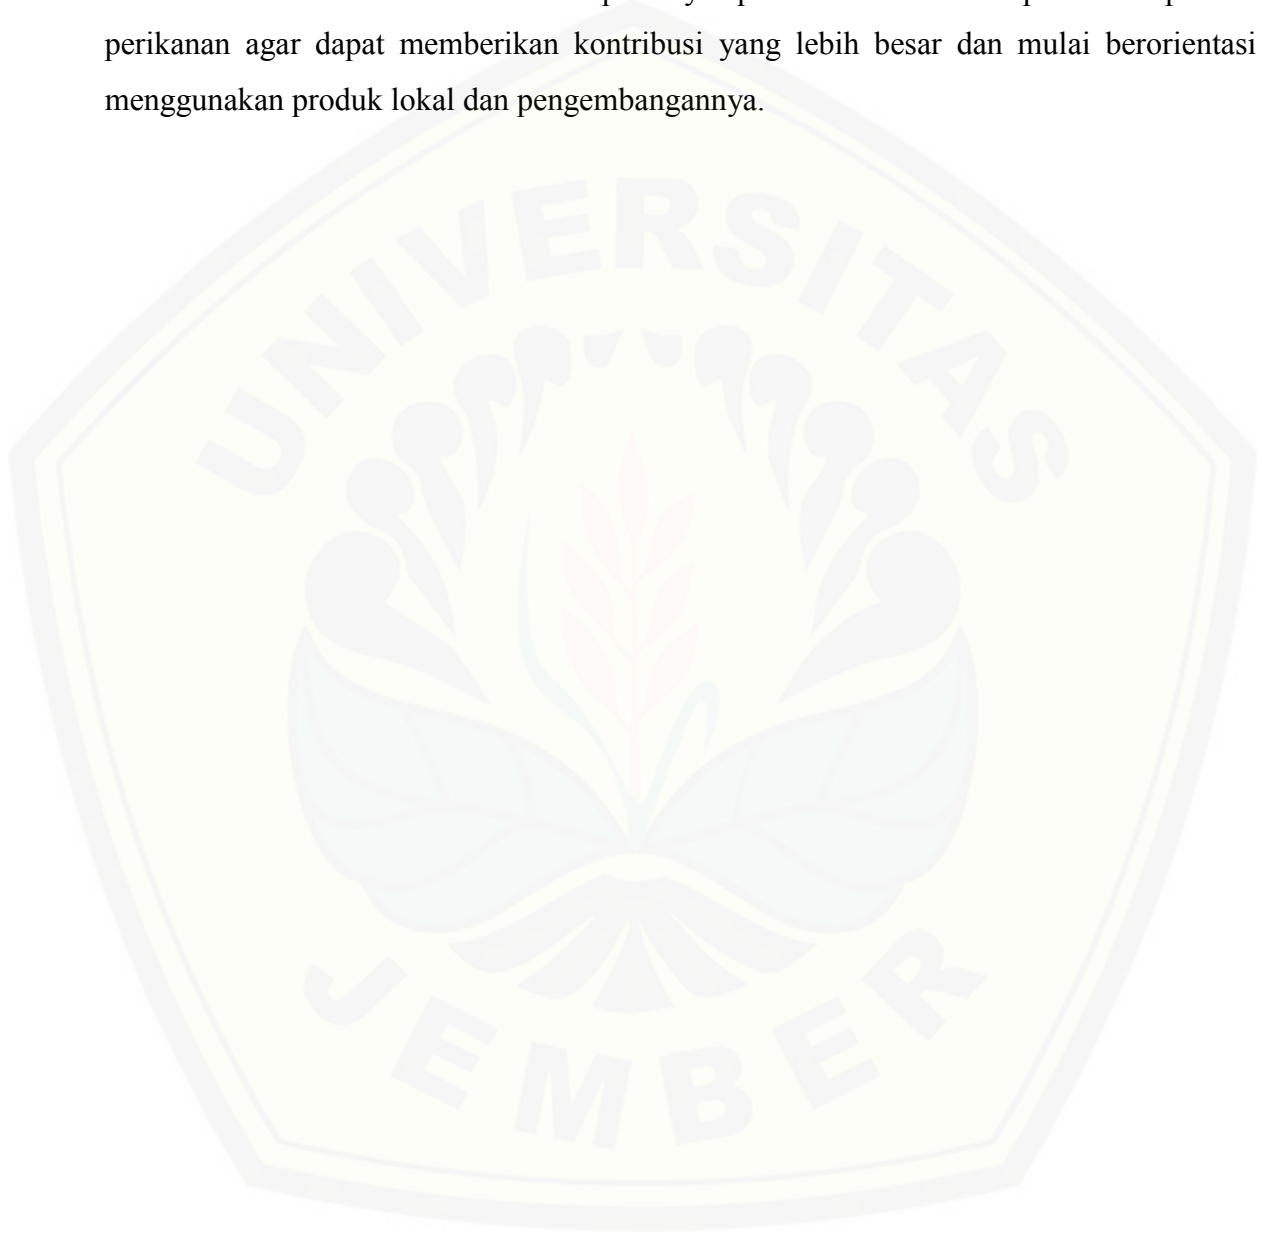 perikanan agar dapat memberikan kontribusi yang lebih besar dan mulai berorientasi
menggunakan produk lokal dan pengembangannya.
UNIVERSITAS
JEMBER